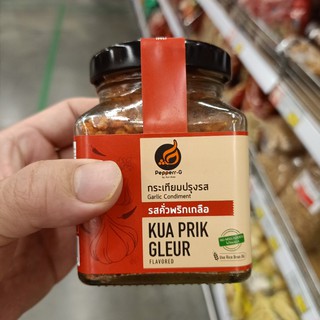 Pepperr-G
กระเทียมปรุงรส
Garlic Condiment
รสคั่วพริกเกลือ
KUA PRIK
GLEUR
FLAVORED